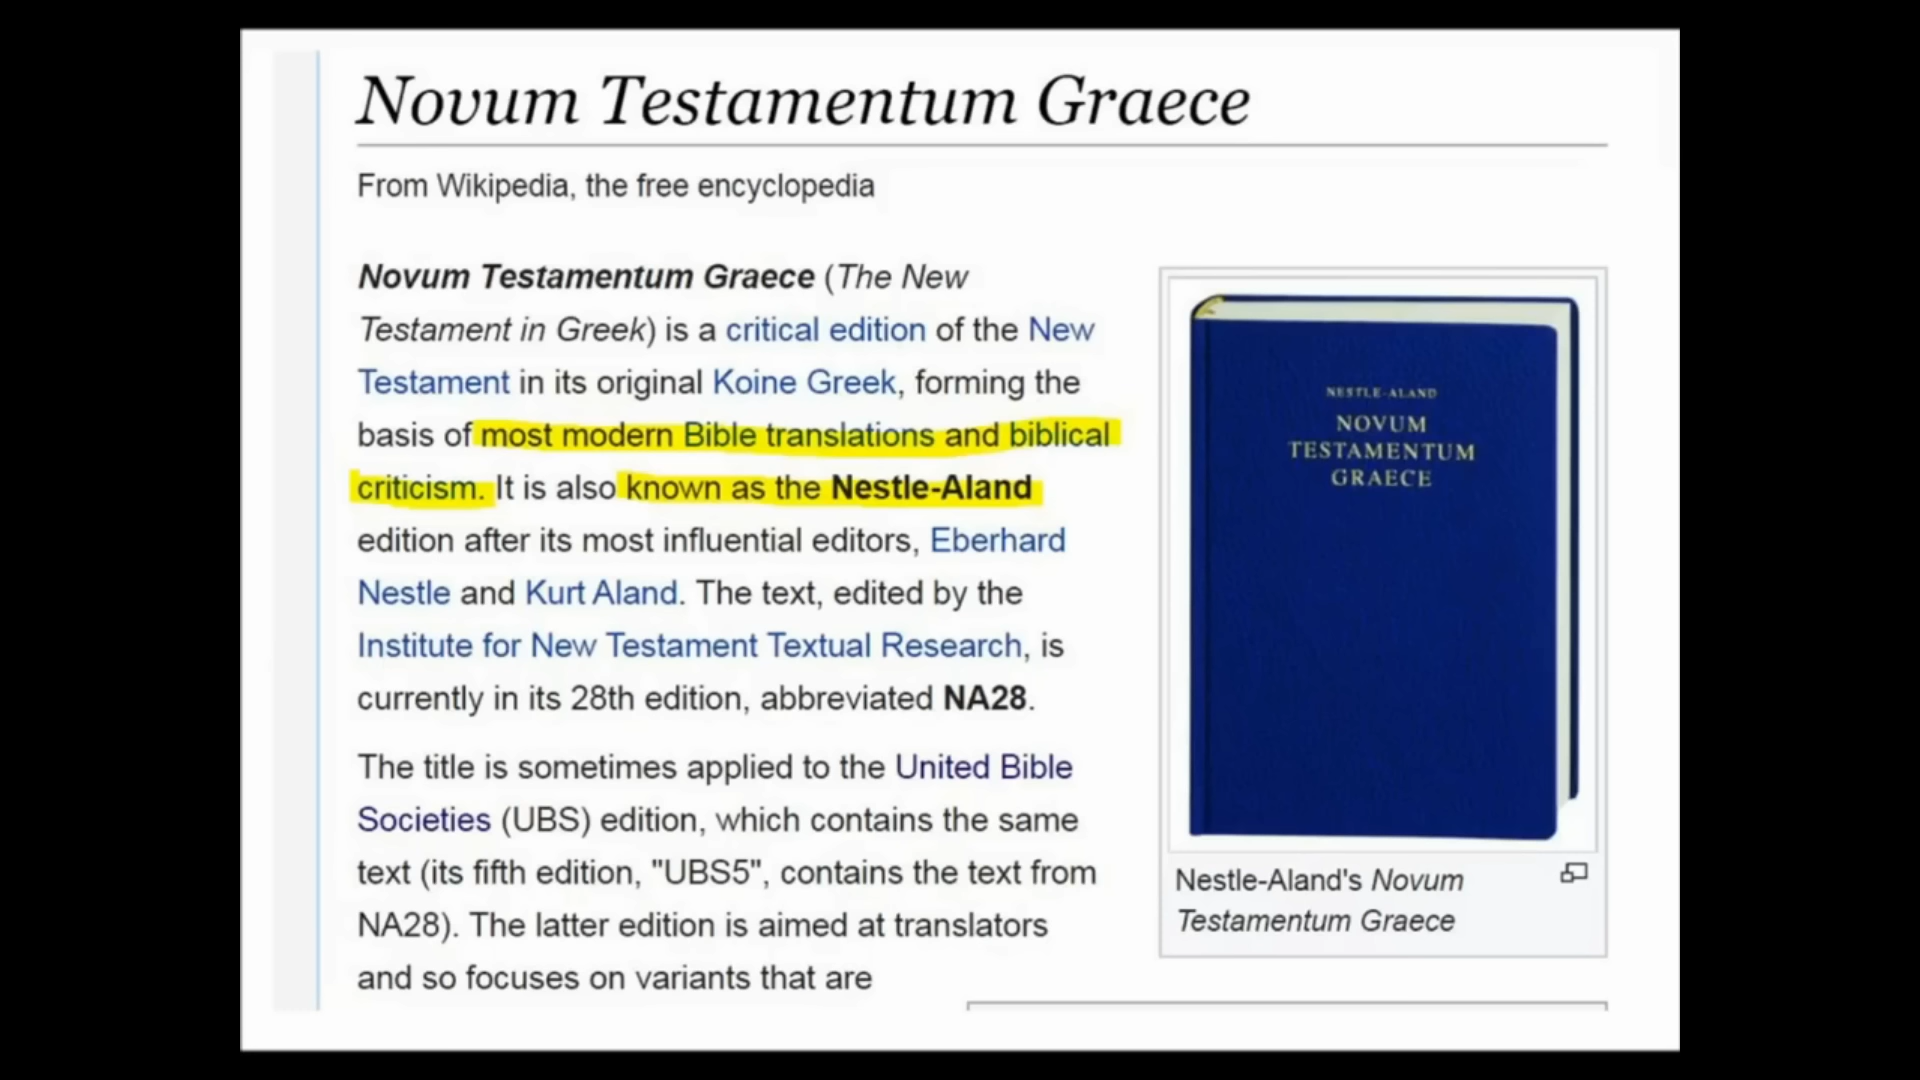 Novum Testamentum Graece
From Wikipedia, the free encyclopedia
Novum Testamentum Graece (The New
Testament in Greek) is a critical edition of the New
Testament in its original Koine Greek, forming the
basis of most modern Bible translations and biblical
criticism. It is also known as the Nestle-Aland
edition after its most influential editors, Eberhard
Nestle and Kurt Aland. The text, edited by the
Institute for New Testament Textual Research, is
currently in its 28th edition, abbreviated NA28.
The title is sometimes applied to the United Bible
Societies (UBS) edition, which contains the same
text (its fifth edition, "UBS5", contains the text from
NA28). The latter edition is aimed at translators
and so focuses on variants that are
NESTLE-ALAND
NOVUM
TESTAMENTUM
GRAECE
Nestle-Aland's Novum
Testamentum Graece